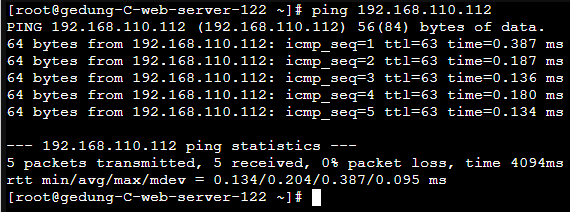 [root@gedung-C-web-server-122 ~]# ping 192.168.110.112
PING 192.168.110.112 (192.168.110.112) 56(84) bytes of data.
64 bytes from 192.168.110.112: icmp_seq=1 ttl=63 time=0.387 ms
64 bytes from 192.168.110.112: icmp_seq=2 ttl=63 time=0.187 ms
64 bytes from 192.168.110.112: icmp_seq=3 ttl=63 time=0.136 ms
64 bytes from 192.168.110.112: icmp_seq=4 ttl=63 time=0.180 ms
64 bytes from 192.168.110.112: icmp_seq=5 ttl=63 time=0.134 ms

--- 192.168.110.112 ping statistics ---
5 packets transmitted, 5 received, 0% packet loss, time 4094ms
rtt min/avg/max/mdev = 0.134/0.204/0.387/0.095 ms
[root@gedung-C-web-server-122 ~]#